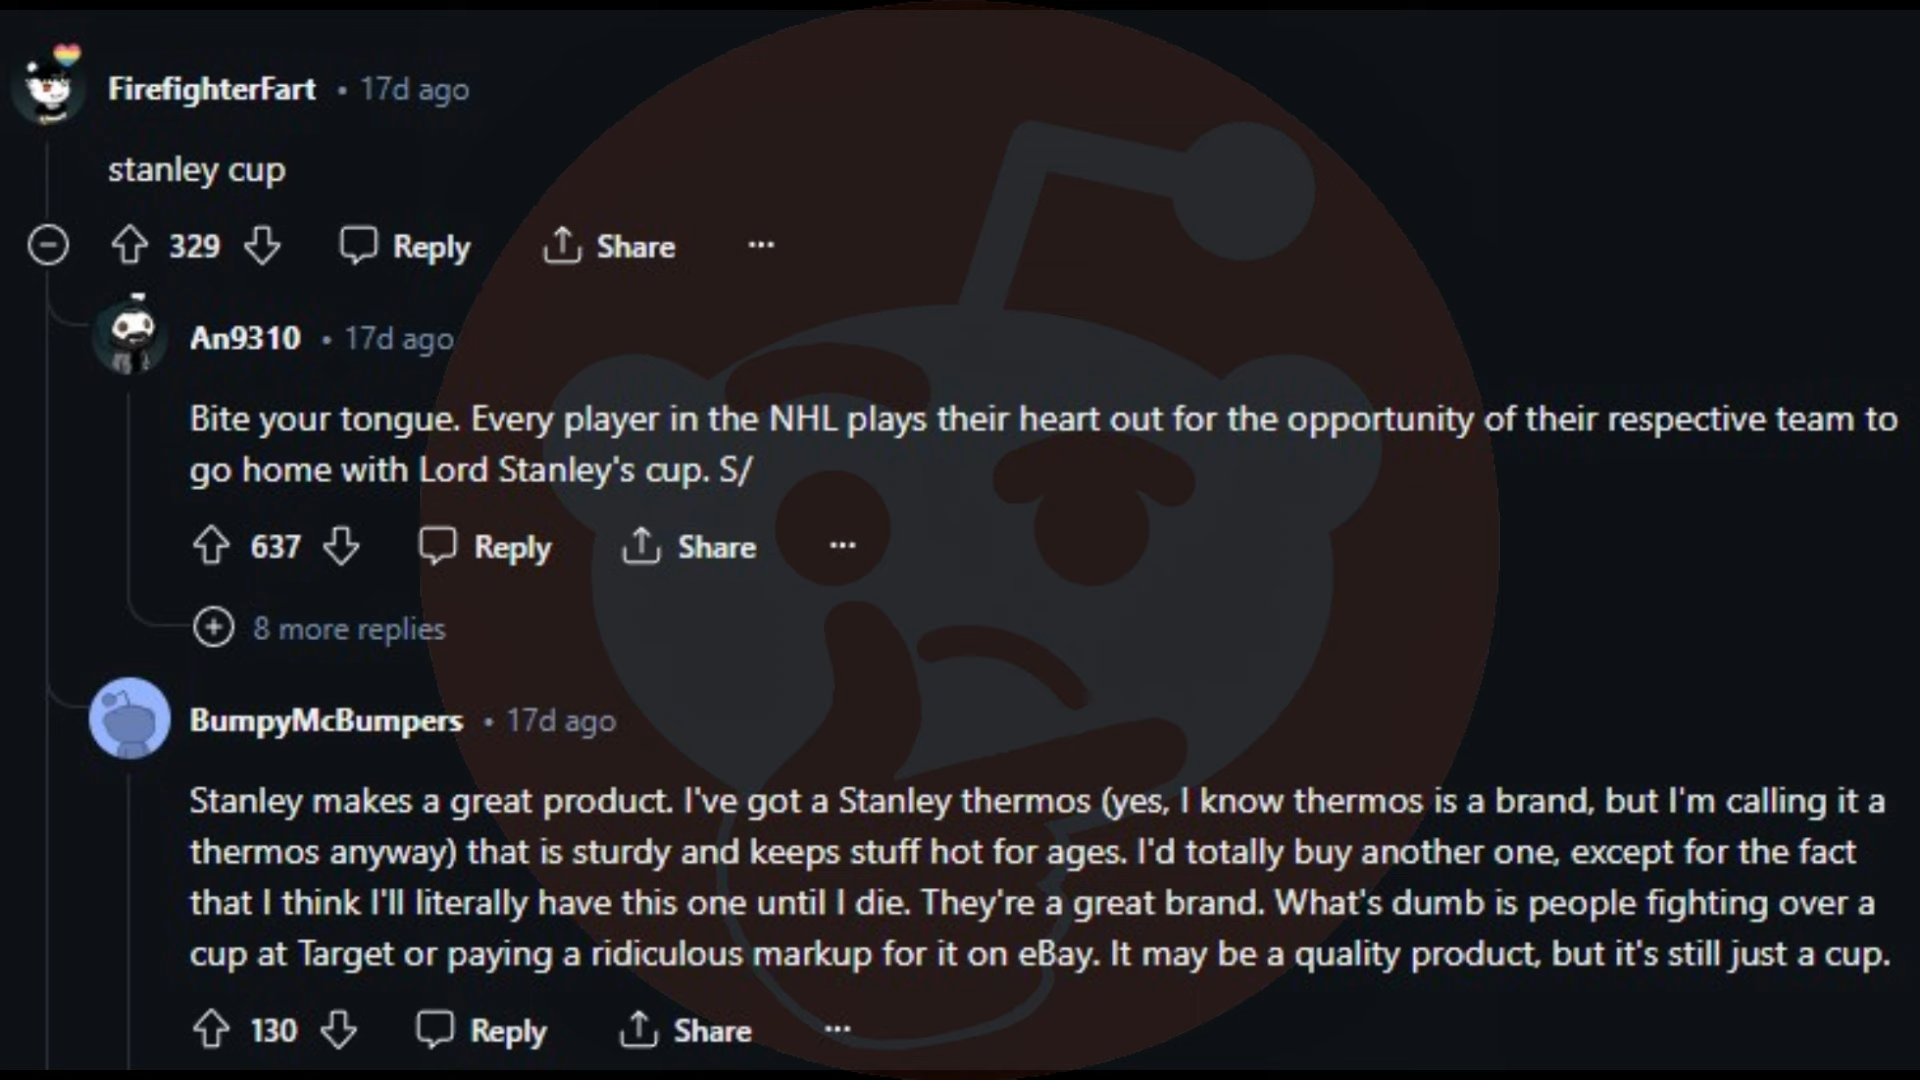 FirefighterFart • 17d ago
stanley cup
329 Reply Share ...
An9310 • 17d ago
Bite your tongue. Every player in the NHL plays their heart out for the opportunity of their respective team to
go home with Lord Stanley's cup. S/
637 Reply Share ...
8 more replies
BumpyMcBumpers • 17d ago
Stanley makes a great product. I've got a Stanley thermos (yes, I know thermos is a brand, but I'm calling it a
thermos anyway) that is sturdy and keeps stuff hot for ages. I'd totally buy another one, except for the fact
that I think I'll literally have this one until I die. They're a great brand. What's dumb is people fighting over a
cup at Target or paying a ridiculous markup for it on eBay. It may be a quality product, but it's still just a cup.
130 Reply Share ...